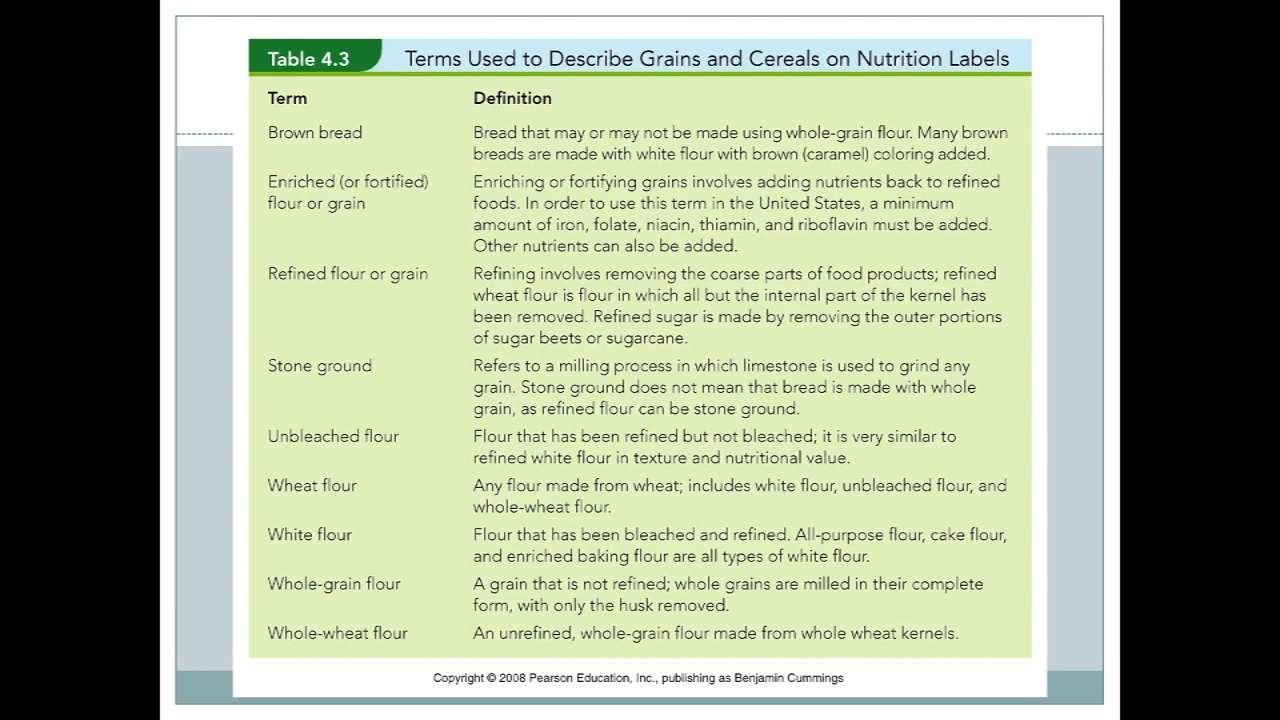 Table 4.3 Terms Used to Describe Grains and Cereals on Nutrition Labels
Term Definition
Brown bread Bread that may or may not be made using whole-grain flour. Many brown
breads are made with white flour with brown (caramel) coloring added.
Enriched (or fortified) Enriching or fortifying grains involves adding nutrients back to refined
flour or grain foods. In order to use this term in the United States, a minimum
amount of iron, folate, niacin, thiamin, and riboflavin must be added.
Other nutrients can also be added.
Refined flour or grain Refining involves removing the coarse parts of food products; refined
wheat flour is flour in which all but the internal part of the kernel has
been removed. Refined sugar is made by removing the outer portions
of sugar beets or sugarcane.
Stone ground Refers to a milling process in which limestone is used to grind any
grain. Stone ground does not mean that bread is made with whole
grain, as refined flour can be stone ground.
Unbleached flour Flour that has been refined but not bleached; it is very similar to
refined white flour in texture and nutritional value.
Wheat flour Any flour made from wheat; includes white flour, unbleached flour, and
whole-wheat flour.
White flour Flour that has been bleached and refined. All-purpose flour, cake flour,
and enriched baking flour are all types of white flour.
Whole-grain flour A grain that is not refined; whole grains are milled in their complete
form, with only the husk removed.
Whole-wheat flour An unrefined, whole-grain flour made from whole wheat kernels.
Copyright © 2008 Pearson Education, Inc., publishing as Benjamin Cummings